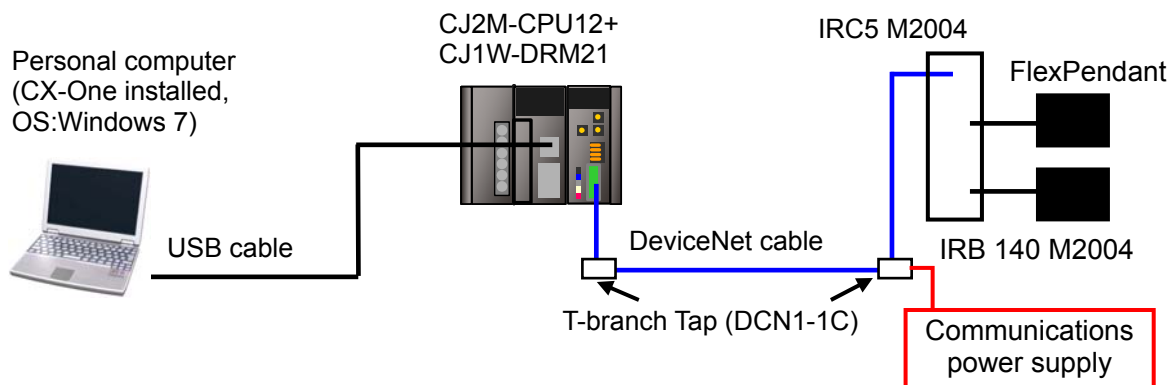 CJ2M-CPU12+
CJ1W-DRM21
IRC5 M2004
Personal computer
(CX-One installed,
OS:Windows 7)
FlexPendant
USB cable
DeviceNet cable
IRB 140 M2004
T-branch Tap (DCN1-1C)
Communications
power supply